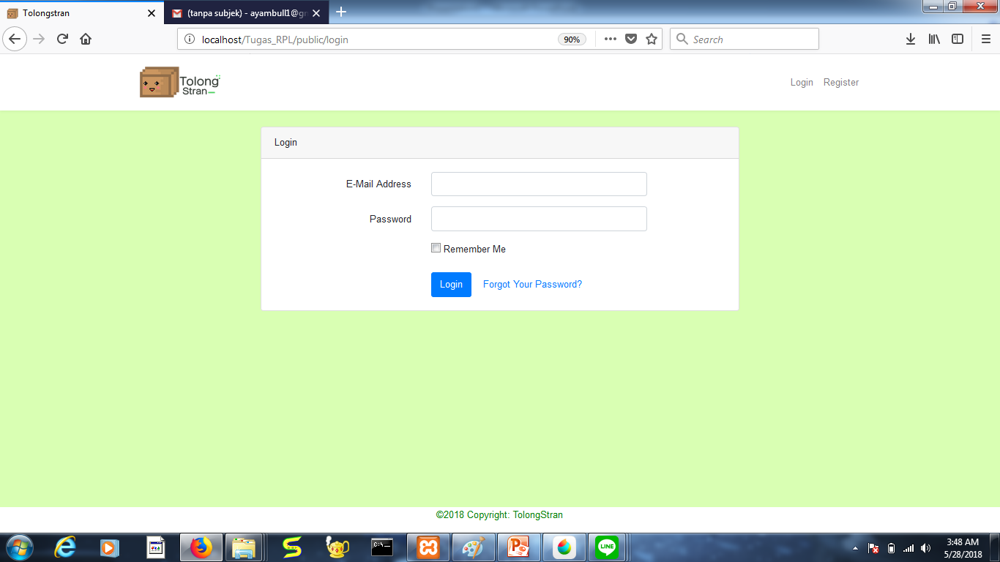 Tolongstran
(tanpa subjek) - ayambull1@gm
localhost/Tugas_RPL/public/login
90%
Search
Tolong
Stran
Login
Register
Login
E-Mail Address
Password
Remember Me
Login
Forgot Your Password?
©2018 Copyright: TolongStran
C:\_
LINE
3:48 AM
5/28/2018